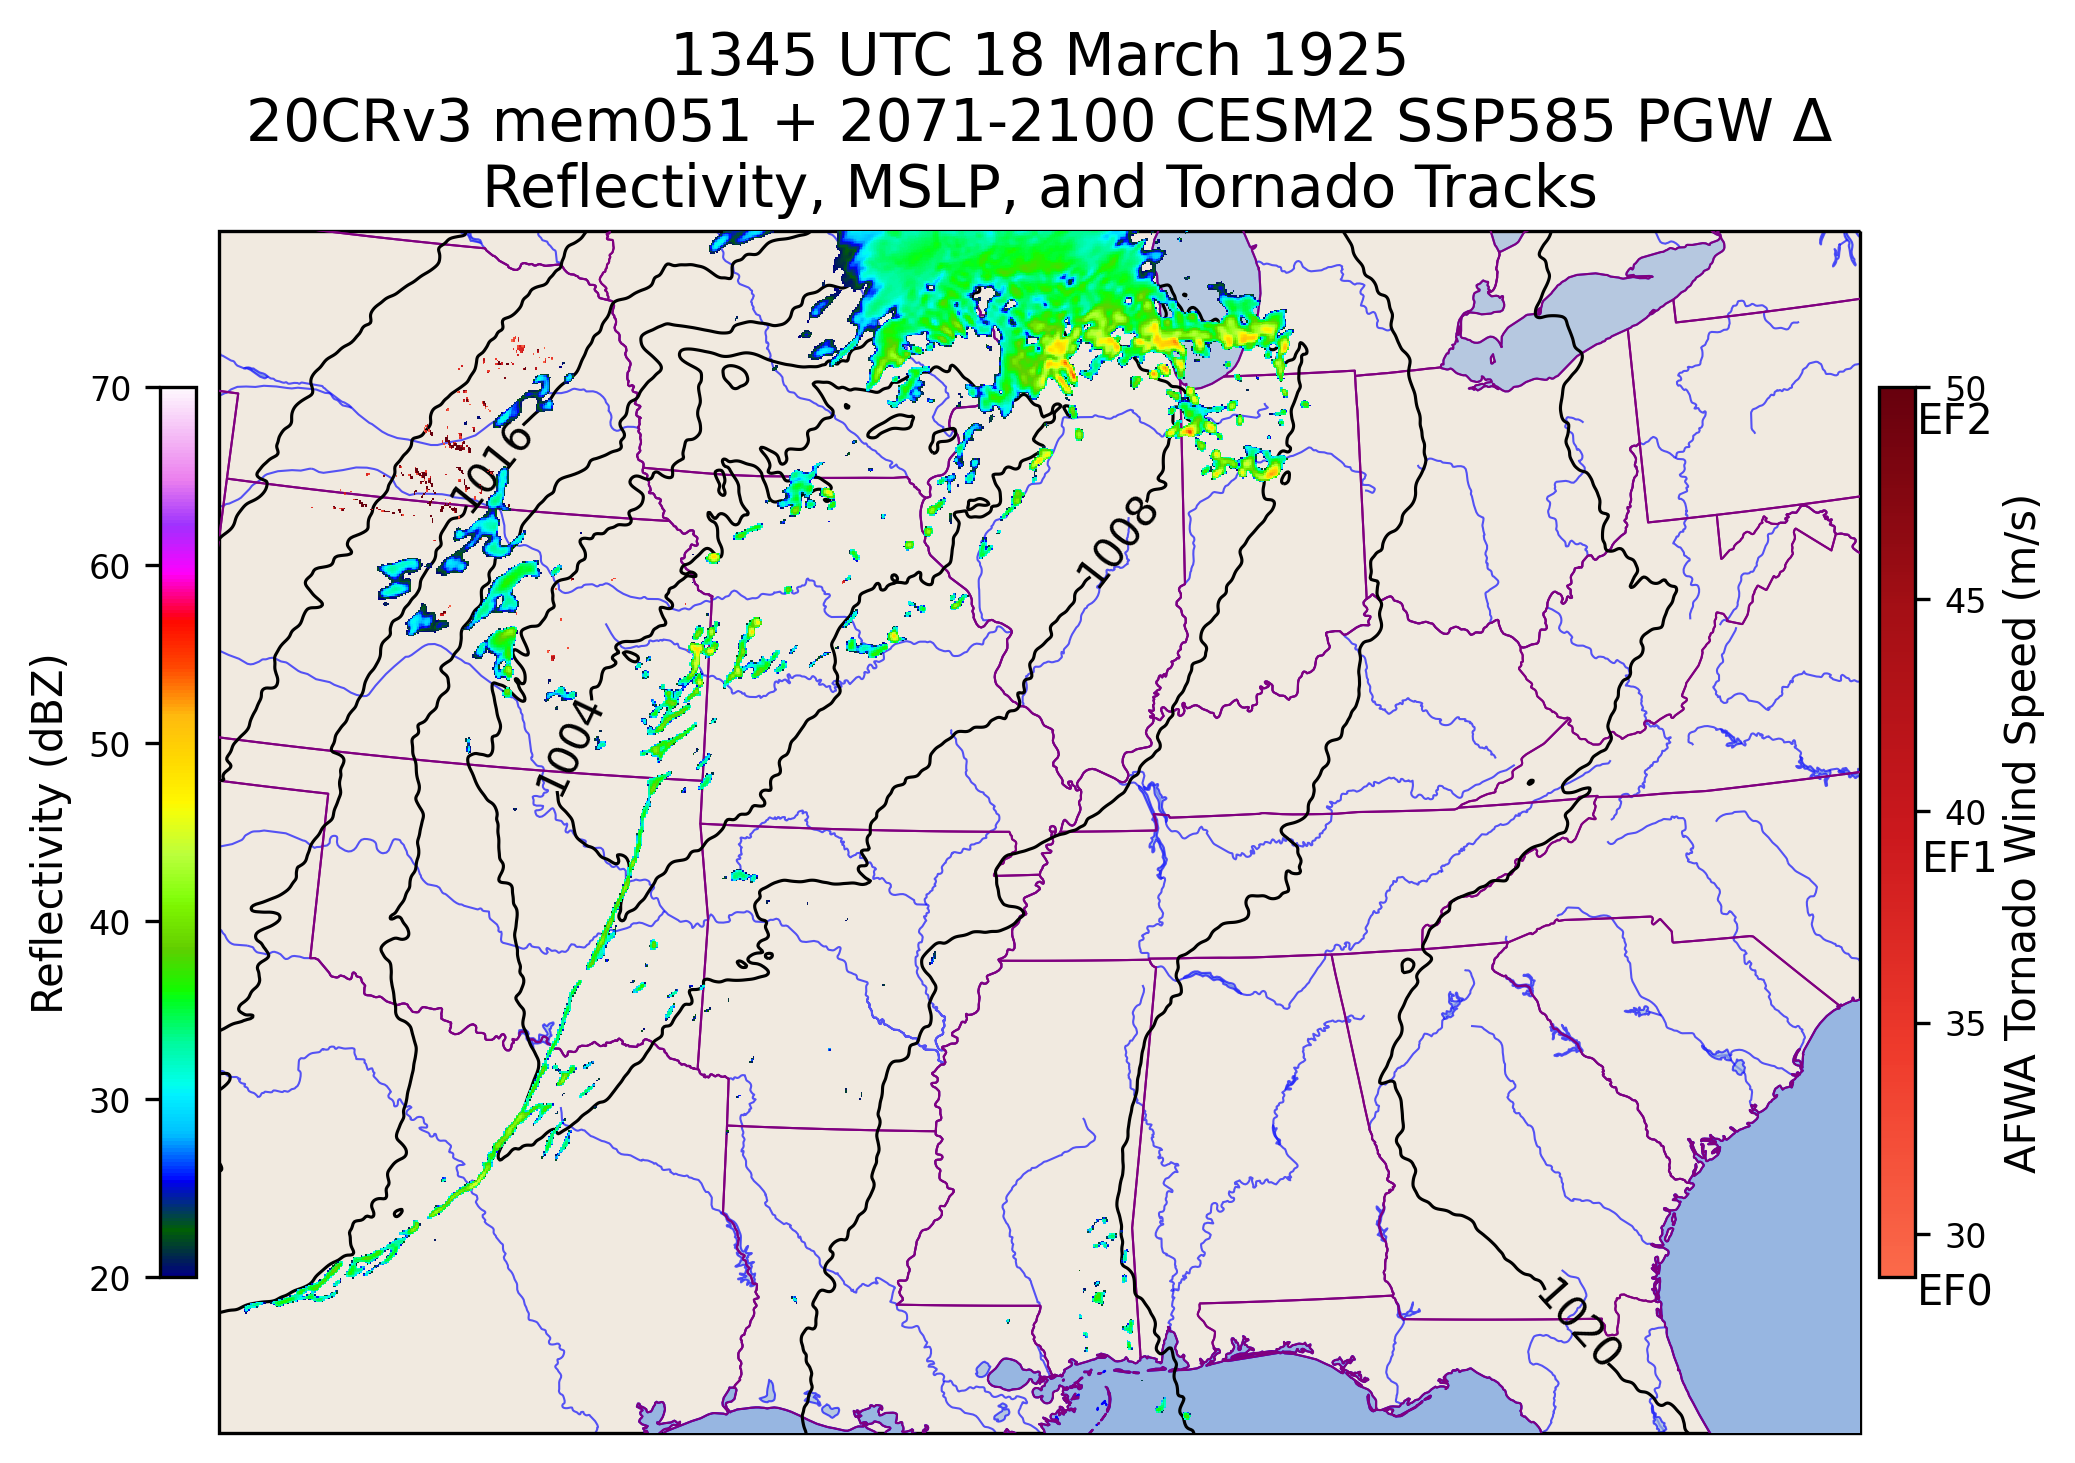 1345 UTC 18 March 1925
20CRv3 mem051 + 2071-2100 CESM2 SSP585 PGW Δ
Reflectivity, MSLP, and Tornado Tracks
70
60
50
40
30
20
Reflectivity (dBZ)
1016
1008
1004
1020
50
EF2
45
40
EF1
35
30
EF0
AFWA Tornado Wind Speed (m/s)